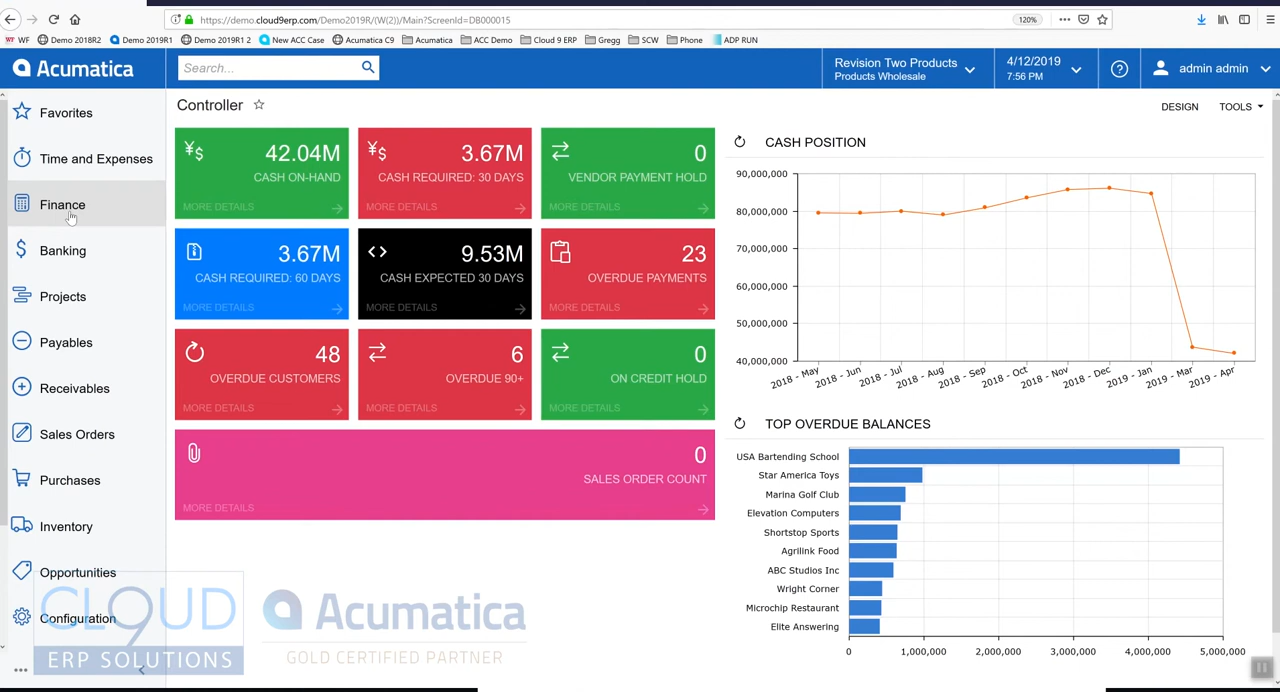 https://demo.cloud9erp.com/Demo2019R/(W(2))/Main?ScreenId=DB000015
120%
WF
Demo 2018R2
Demo 2019R1
Demo 2019R1 2
New ACC Case
Acumatica C9
Acumatica
ACC Demo
Cloud 9 ERP
Gregg
SCW
Phone
ADP RUN
Acumatica
Search...
Revision Two Products
Products Wholesale
4/12/2019
7:56 PM
admin admin
Favorites
Time and Expenses
Finance
Banking
Projects
Payables
Receivables
Sales Orders
Purchases
Inventory
Opportunities
Configuration
Controller
DESIGN
TOOLS
42.04M
CASH ON-HAND
MORE DETAILS
3.67M
CASH REQUIRED: 30 DAYS
MORE DETAILS
0
VENDOR PAYMENT HOLD
MORE DETAILS
3.67M
CASH REQUIRED: 60 DAYS
MORE DETAILS
9.53M
CASH EXPECTED 30 DAYS
MORE DETAILS
23
OVERDUE PAYMENTS
MORE DETAILS
48
OVERDUE CUSTOMERS
MORE DETAILS
6
OVERDUE 90+
MORE DETAILS
0
ON CREDIT HOLD
MORE DETAILS
0
SALES ORDER COUNT
MORE DETAILS
CASH POSITION
90,000,000
80,000,000
70,000,000
60,000,000
50,000,000
40,000,000
2018 - May
2018 - Jun
2018 - Jul
2018 - Aug
2018 - Sep
2018 - Oct
2018 - Nov
2018 - Dec
2019 - Jan
2019 - Mar
2019 - Apr
TOP OVERDUE BALANCES
USA Bartending School
Star America Toys
Marina Golf Club
Elevation Computers
Shortstop Sports
Agrilink Food
ABC Studios Inc
Wright Corner
Microchip Restaurant
Elite Answering
0
1,000,000
2,000,000
3,000,000
4,000,000
5,000,000
CLOUD 9
ERP SOLUTIONS
Acumatica
GOLD CERTIFIED PARTNER